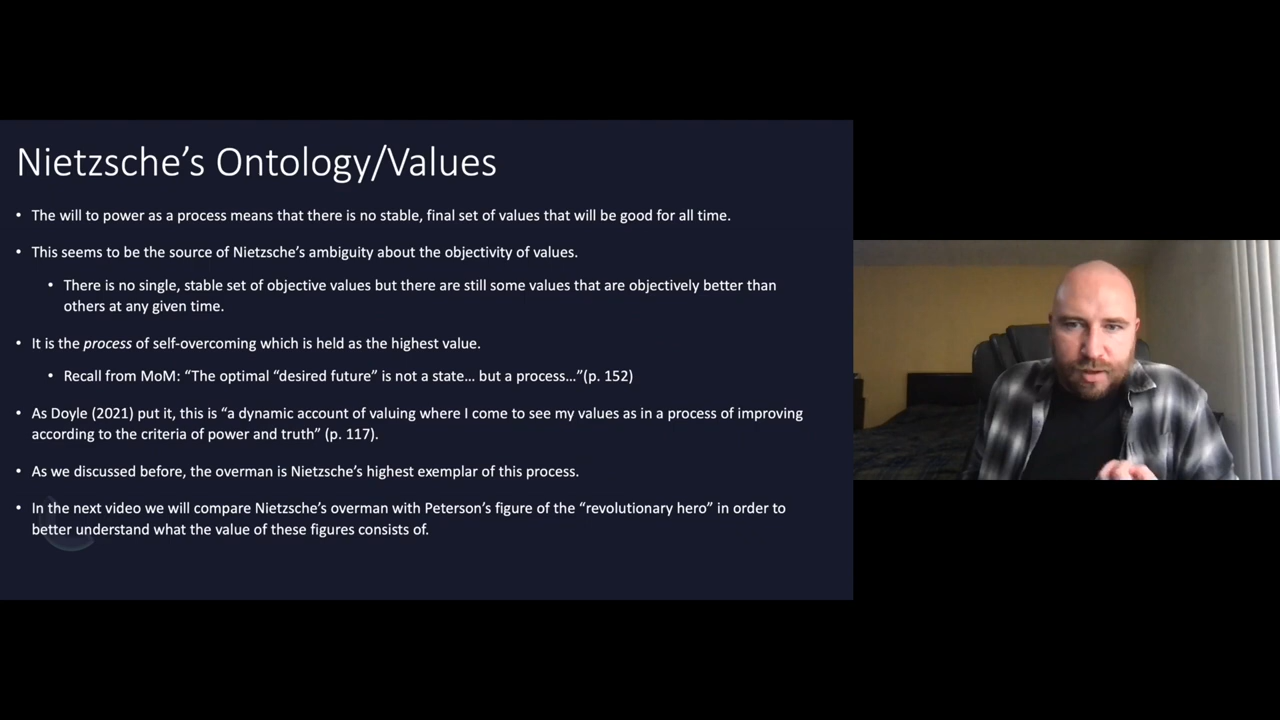 Nietzsche’s Ontology/Values
• The will to power as a process means that there is no stable, final set of values that will be good for all time.
• This seems to be the source of Nietzsche’s ambiguity about the objectivity of values.
• There is no single, stable set of objective values but there are still some values that are objectively better than
others at any given time.
• It is the process of self-overcoming which is held as the highest value.
• Recall from MoM: “The optimal “desired future” is not a state… but a process…”(p. 152)
• As Doyle (2021) put it, this is “a dynamic account of valuing where I come to see my values as in a process of improving
according to the criteria of power and truth” (p. 117).
• As we discussed before, the overman is Nietzsche’s highest exemplar of this process.
• In the next video we will compare Nietzsche’s overman with Peterson’s figure of the “revolutionary hero” in order to
better understand what the value of these figures consists of.